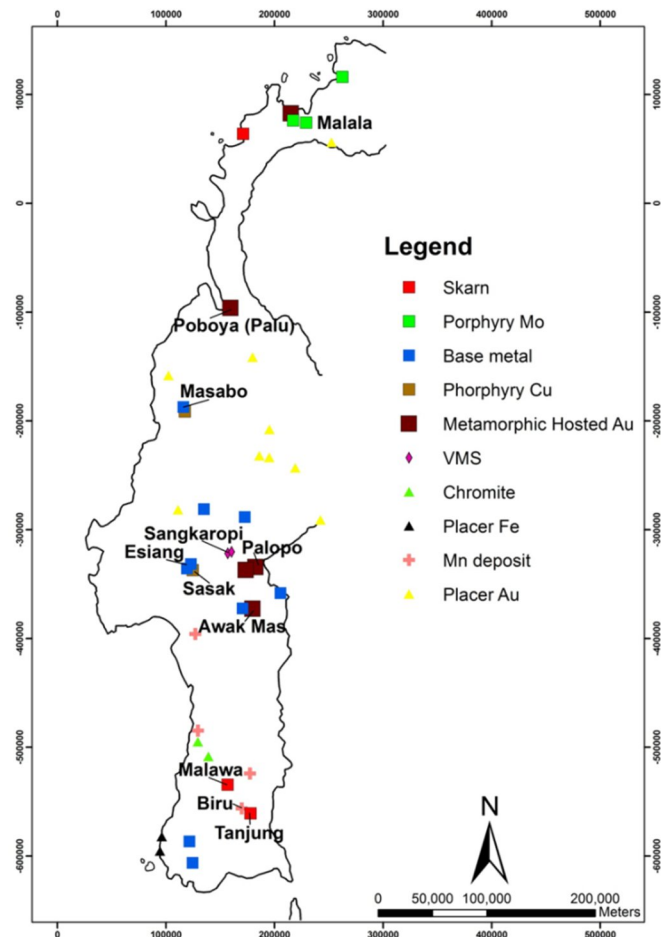 0 100000 200000 300000 400000 500000
100000 100000
Malala
0 0
Legend
Skarn
-100000 -100000
Poboya (Palu)
Porphyry Mo
Base metal
Masabo
Phorphyry Cu
-200000 -200000
Metamorphic Hosted Au
VMS
Chromite
-300000 -300000
Placer Fe
Sangkaropi
Esiang Palopo
Mn deposit
Sasak
Placer Au
Awak Mas
-400000 -400000
-500000 -500000
Malawa
Biru
Tanjung
N
-600000 -600000
0 50,000 100,000 200,000
Meters
0 100000 200000 300000 400000 500000